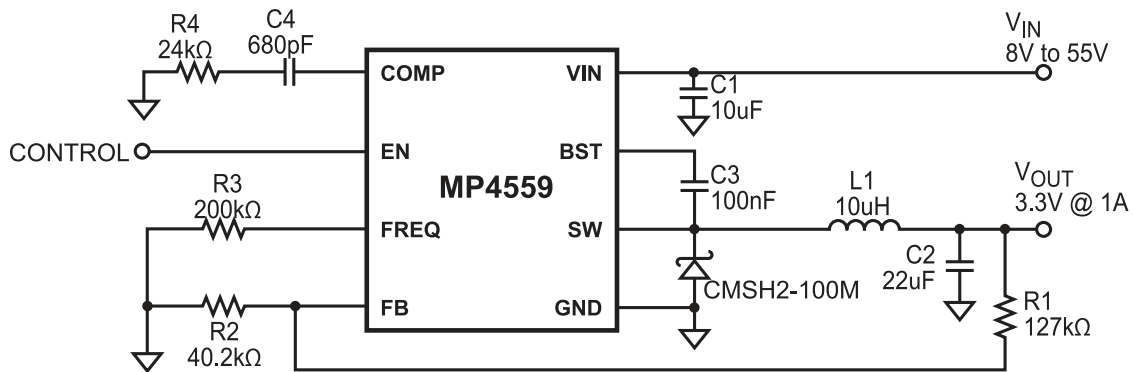 R4
24kΩ
C4
680pF
V_IN
8V to 55V
COMP
VIN
C1
10uF
CONTROL
EN
BST
MP4559
C3
100nF
L1
10uH
V_OUT
3.3V @ 1A
R3
200kΩ
FREQ
SW
C2
22uF
CMSH2-100M
R1
127kΩ
FB
GND
R2
40.2kΩ